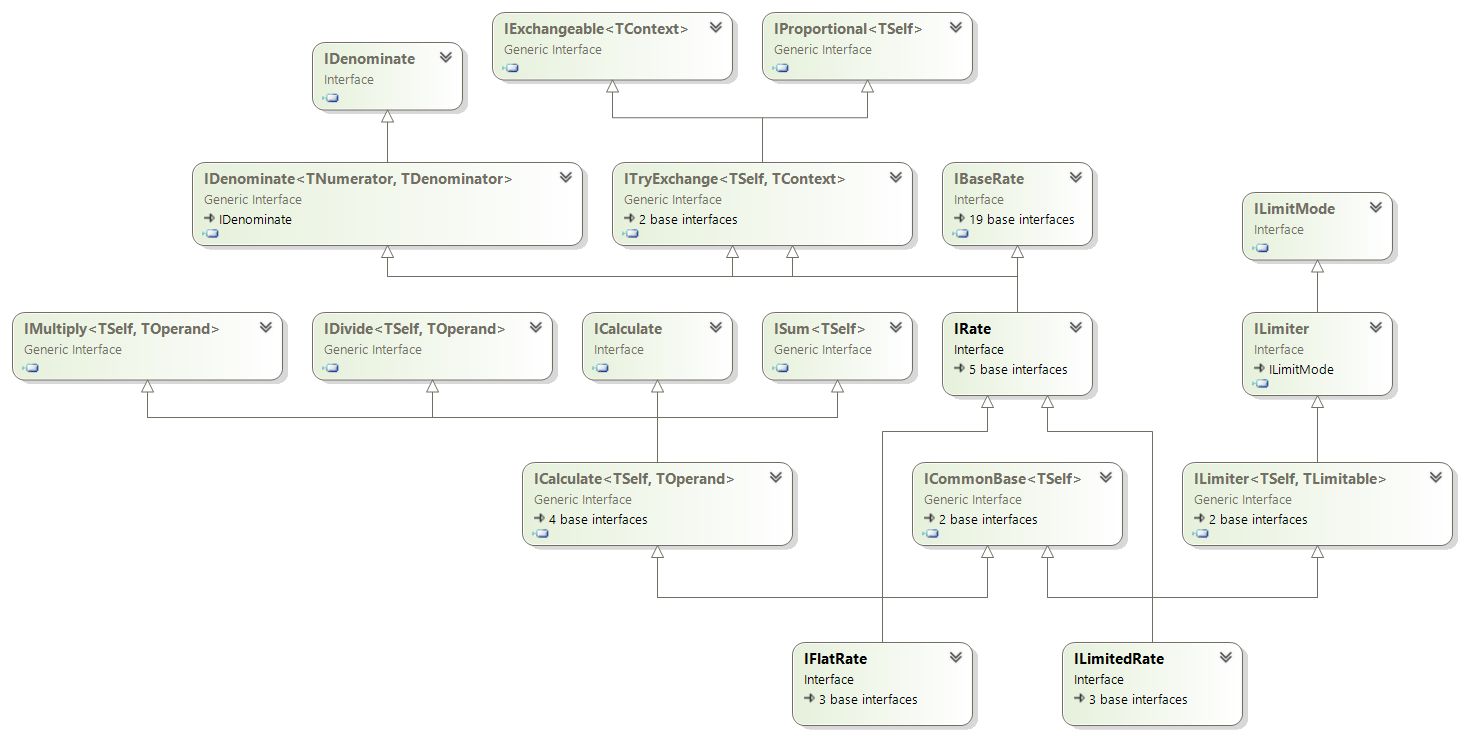 IExchangeable<TContext>
Generic Interface
IProportional<TSelf>
Generic Interface
IDenominate
Interface
IDenominate<TNumerator, TDenominator>
Generic Interface
IDenominate
ITryExchange<TSelf, TContext>
Generic Interface
2 base interfaces
IBaseRate
Interface
19 base interfaces
ILimitMode
Interface
IMultiply<TSelf, TOperand>
Generic Interface
IDivide<TSelf, TOperand>
Generic Interface
ICalculate
Interface
ISum<TSelf>
Generic Interface
IRate
Interface
5 base interfaces
ILimiter
Interface
ILimitMode
ICalculate<TSelf, TOperand>
Generic Interface
4 base interfaces
ICommonBase<TSelf>
Generic Interface
2 base interfaces
ILimiter<TSelf, TLimitable>
Generic Interface
2 base interfaces
IFlatRate
Interface
3 base interfaces
ILimitedRate
Interface
3 base interfaces